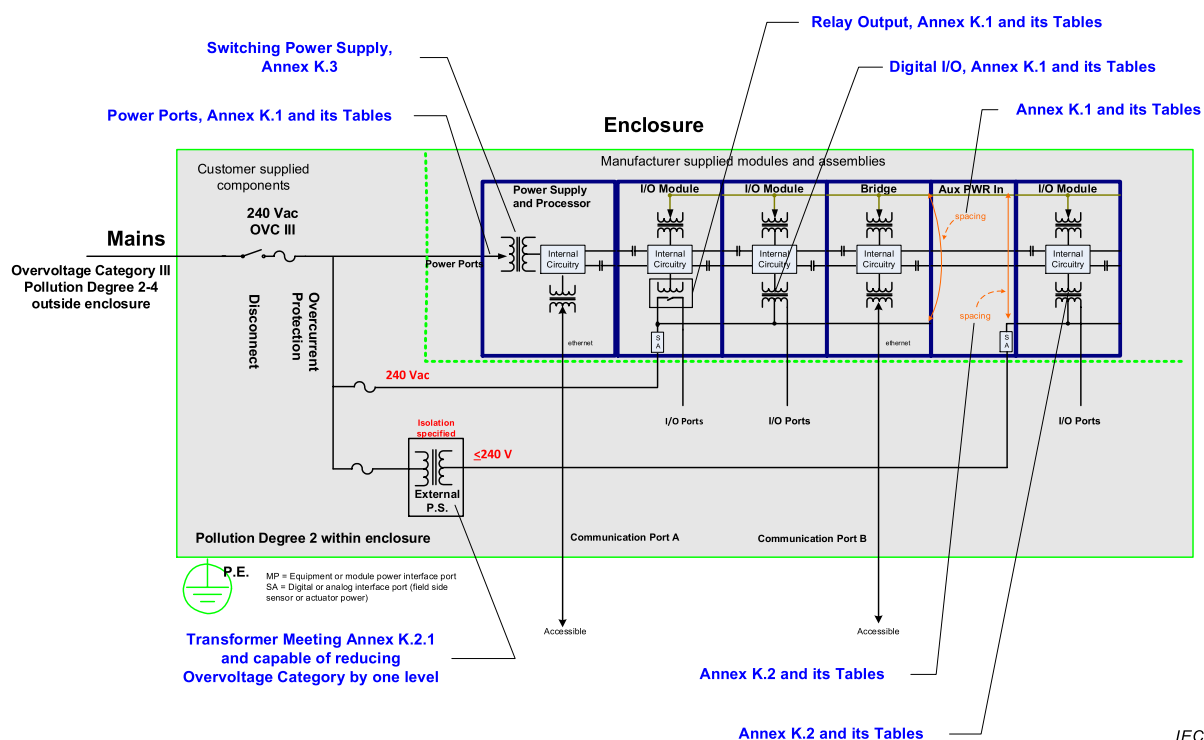 Relay Output, Annex K.1 and its Tables
Switching Power Supply,
Annex K.3
Digital I/O, Annex K.1 and its Tables
Power Ports, Annex K.1 and its Tables
Annex K.1 and its Tables
Enclosure
Customer supplied
components
Manufacturer supplied modules and assemblies
Power Supply
and Processor
I/O Module
I/O Module
Bridge
Aux PWR In
I/O Module
240 Vac
OVC III
Mains
Overvoltage Category III
Pollution Degree 2-4
outside enclosure
Disconnect
Overcurrent
Protection
Power Ports
Internal
Circuitry
Internal
Circuitry
Internal
Circuitry
Internal
Circuitry
Internal
Circuitry
spacing
spacing
ethernet
S
A
ethernet
S
A
240 Vac
I/O Ports
I/O Ports
I/O Ports
Isolation
specified
≤240 V
External
P.S.
Pollution Degree 2 within enclosure
Communication Port A
Communication Port B
P.E.
MP = Equipment or module power interface port
SA = Digital or analog interface port (field side
sensor or actuator power)
Accessible
Accessible
Transformer Meeting Annex K.2.1
and capable of reducing
Overvoltage Category by one level
Annex K.2 and its Tables
Annex K.2 and its Tables
IEC